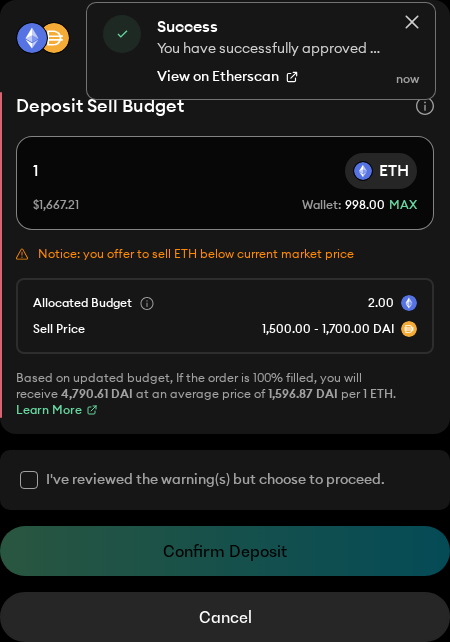 Success
You have successfully approved ...
View on Etherscan
now
Deposit Sell Budget
1
ETH
$1,667.21
Wallet: 998.00 MAX
Notice: you offer to sell ETH below current market price
Allocated Budget
2.00
Sell Price
1,500.00 - 1,700.00 DAI
Based on updated budget, If the order is 100% filled, you will
receive 4,790.61 DAI at an average price of 1,596.87 DAI per 1 ETH.
Learn More
I've reviewed the warning(s) but choose to proceed.
Confirm Deposit
Cancel